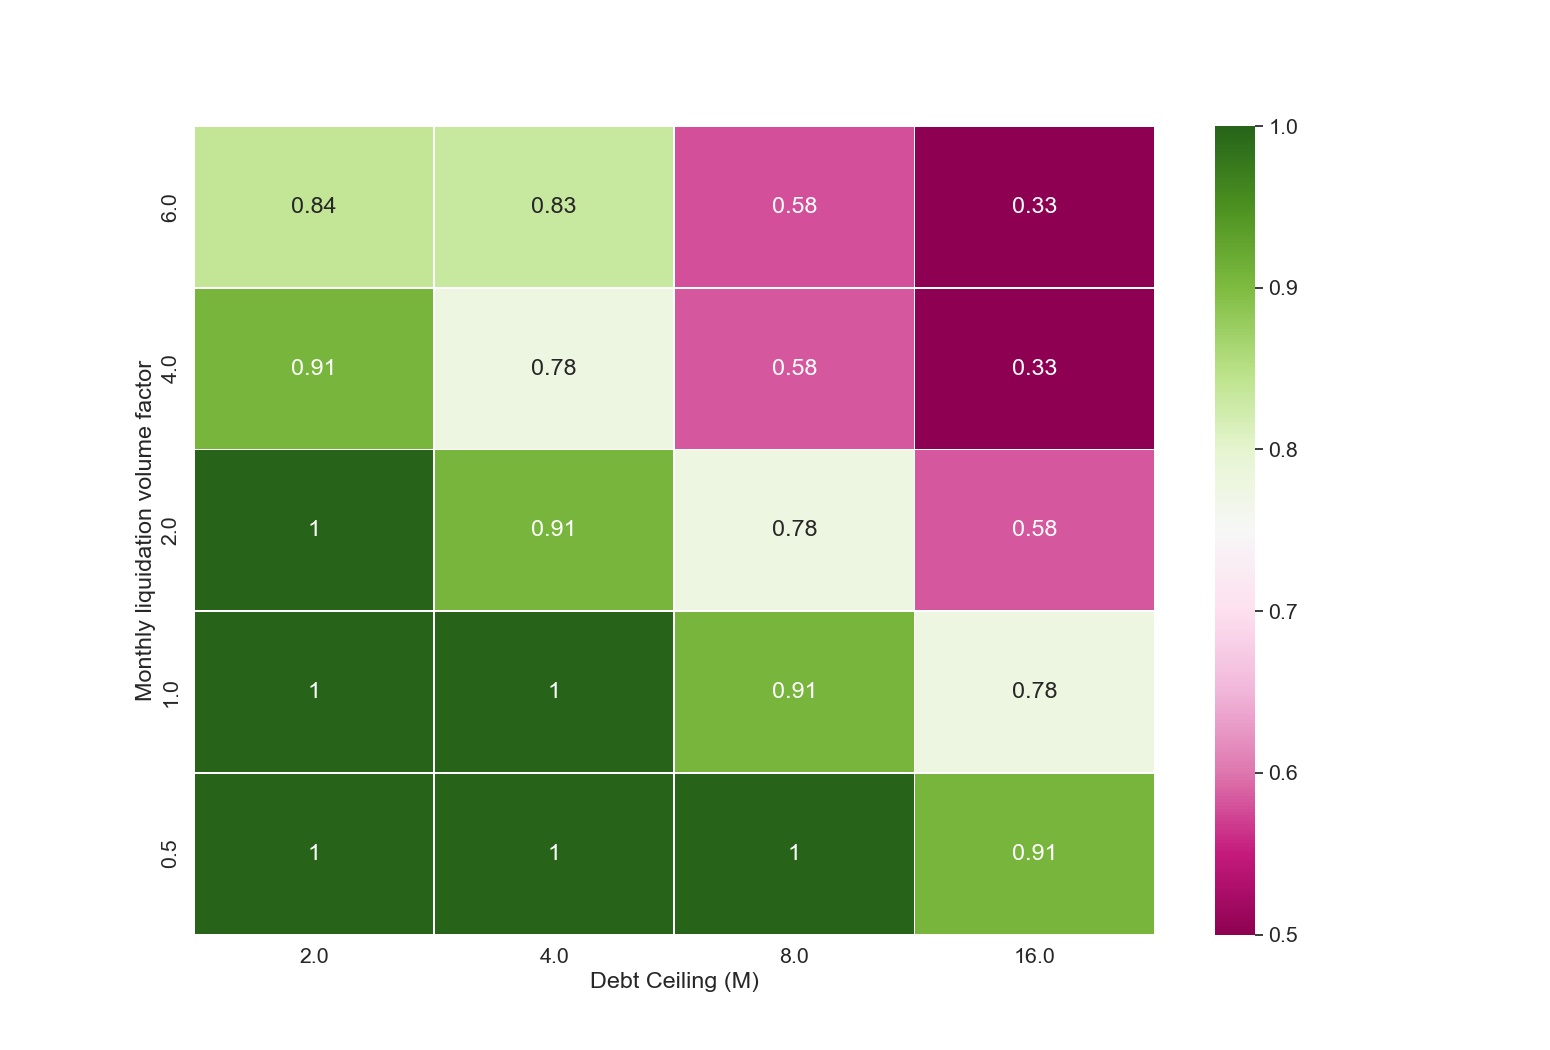 6.0 0.84 0.83 0.58 0.33
4.0 0.91 0.78 0.58 0.33
2.0 1 0.91 0.78 0.58
1.0 1 1 0.91 0.78
0.5 1 1 1 0.91
Monthly liquidation volume factor
2.0 4.0 8.0 16.0
Debt Ceiling (M)
1.0
0.9
0.8
0.7
0.6
0.5